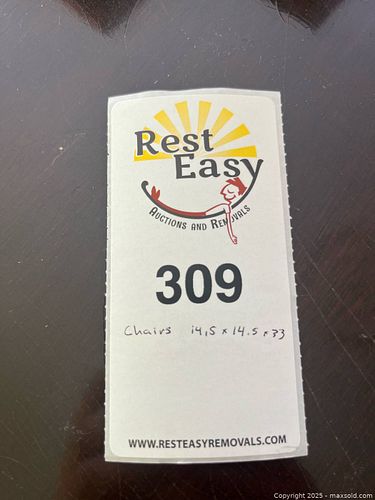 Rest
Easy
AUCTIONS AND REMOVALS
309
Chairs 14,5 x 14.5 x 33
WWW.RESTEASYREMOVALS.COM
Copyright 2025 - maxsold.com